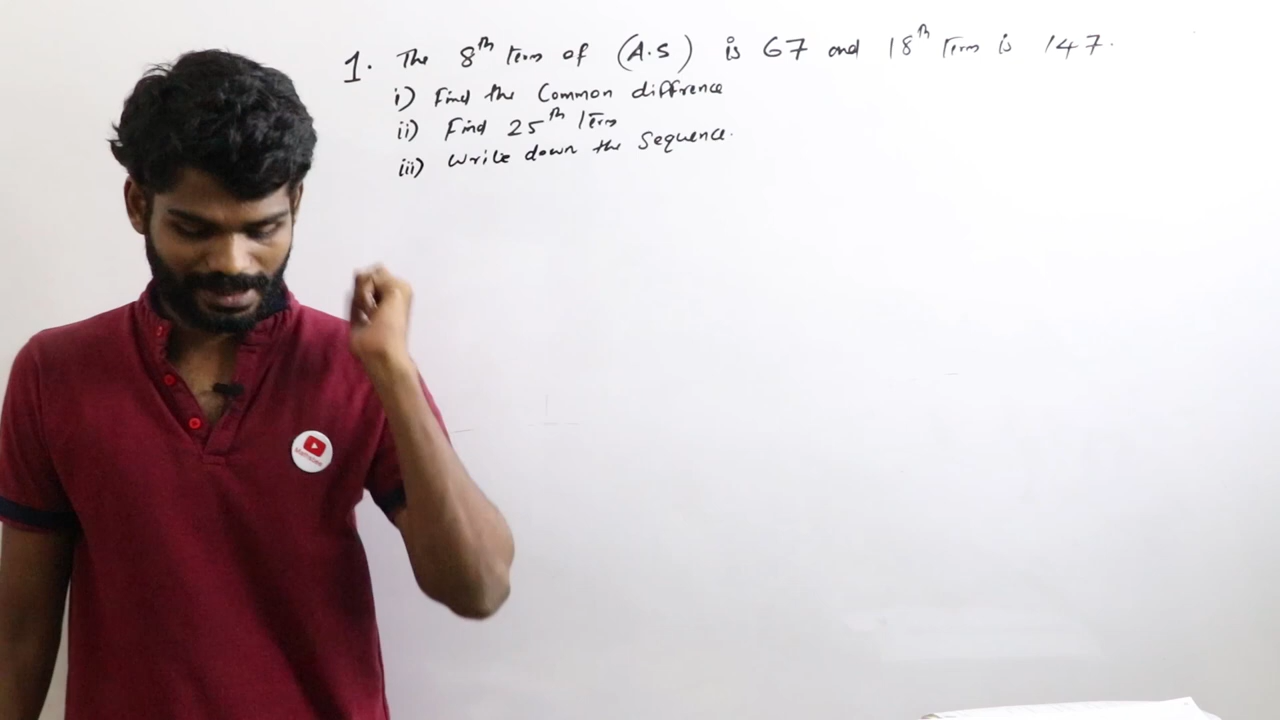 1. The 8th term of (A.S) is 67 and 18th Term is 147.
i) Find the Common diffrence
ii) Find 25th Term
iii) Write down the Sequence.